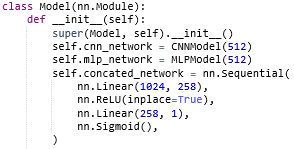 class Model(nn.Module):
    def __init__(self):
        super(Model, self).__init__()
        self.cnn_network = CNNModel(512)
        self.mlp_network = MLPModel(512)
        self.concated_network = nn.Sequential(
            nn.Linear(1024, 258),
            nn.ReLU(inplace=True),
            nn.Linear(258, 1),
            nn.Sigmoid(),
        )